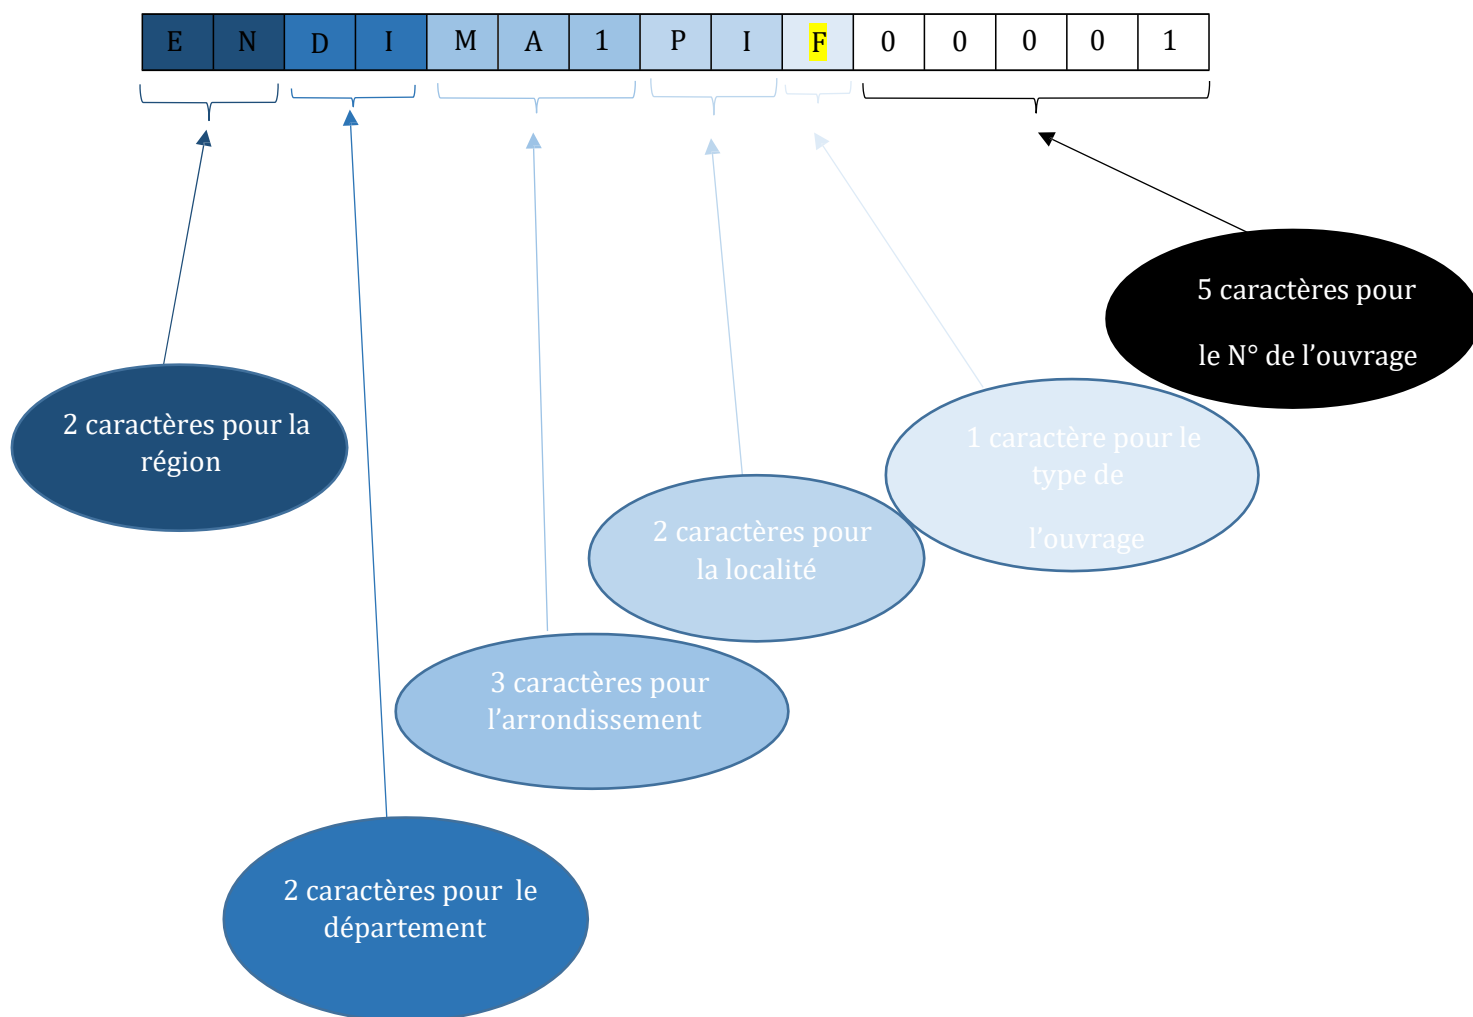 E N D I M A 1 P I F 0 0 0 0 1
5 caractères pour
le N° de l’ouvrage
2 caractères pour la
région
1 caractère pour le
type de
l’ouvrage
2 caractères pour
la localité
3 caractères pour
l’arrondissement
2 caractères pour le
département